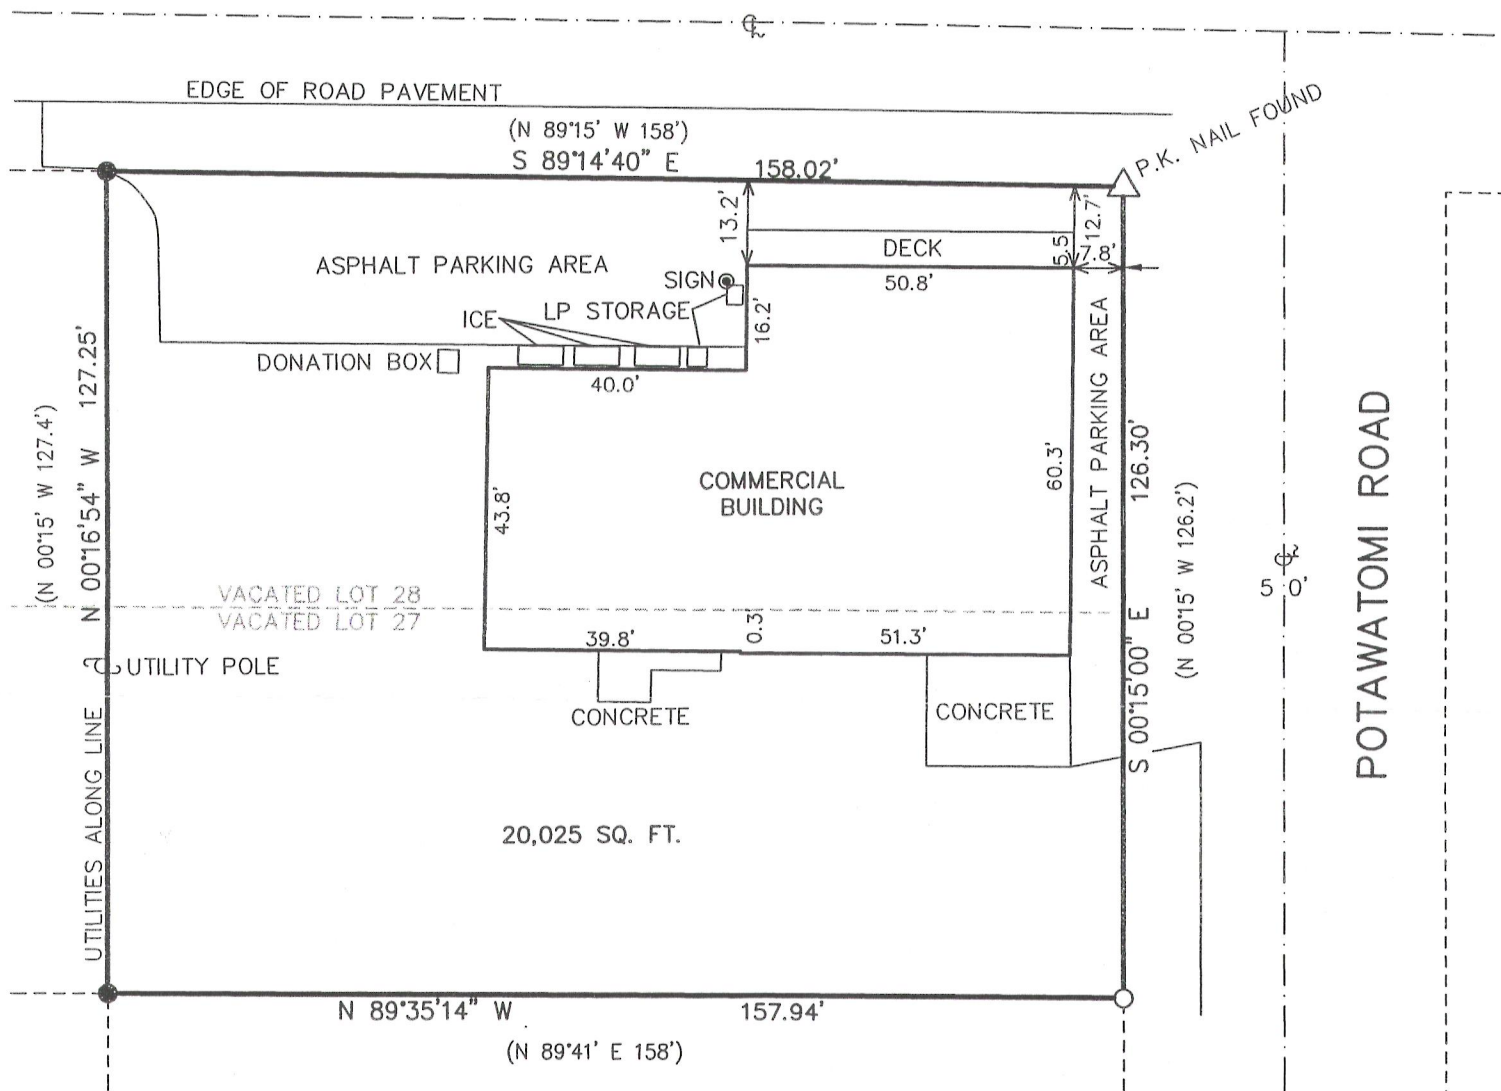 EDGE OF ROAD PAVEMENT
(N 89°15' W 158')
S 89°14'40" E 158.02'
P.K. NAIL FOUND
13.2'
12.7'
5.5
7.8'
DECK
50.8'
ASPHALT PARKING AREA
SIGN
LP STORAGE
ICE
16.2'
DONATION BOX
40.0'
(N 00°15' W 127.4')
N 00°16'54" W 127.25'
43.8'
COMMERCIAL
BUILDING
60.3'
ASPHALT PARKING AREA
S 00°15'00" E 126.30'
(N 00°15' W 126.2')
5 0'
POTAWATOMI ROAD
VACATED LOT 28
VACATED LOT 27
39.8'
0.3'
51.3'
UTILITY POLE
UTILITIES ALONG LINE
CONCRETE
CONCRETE
20,025 SQ. FT.
N 89°35'14" W 157.94'
(N 89°41' E 158')